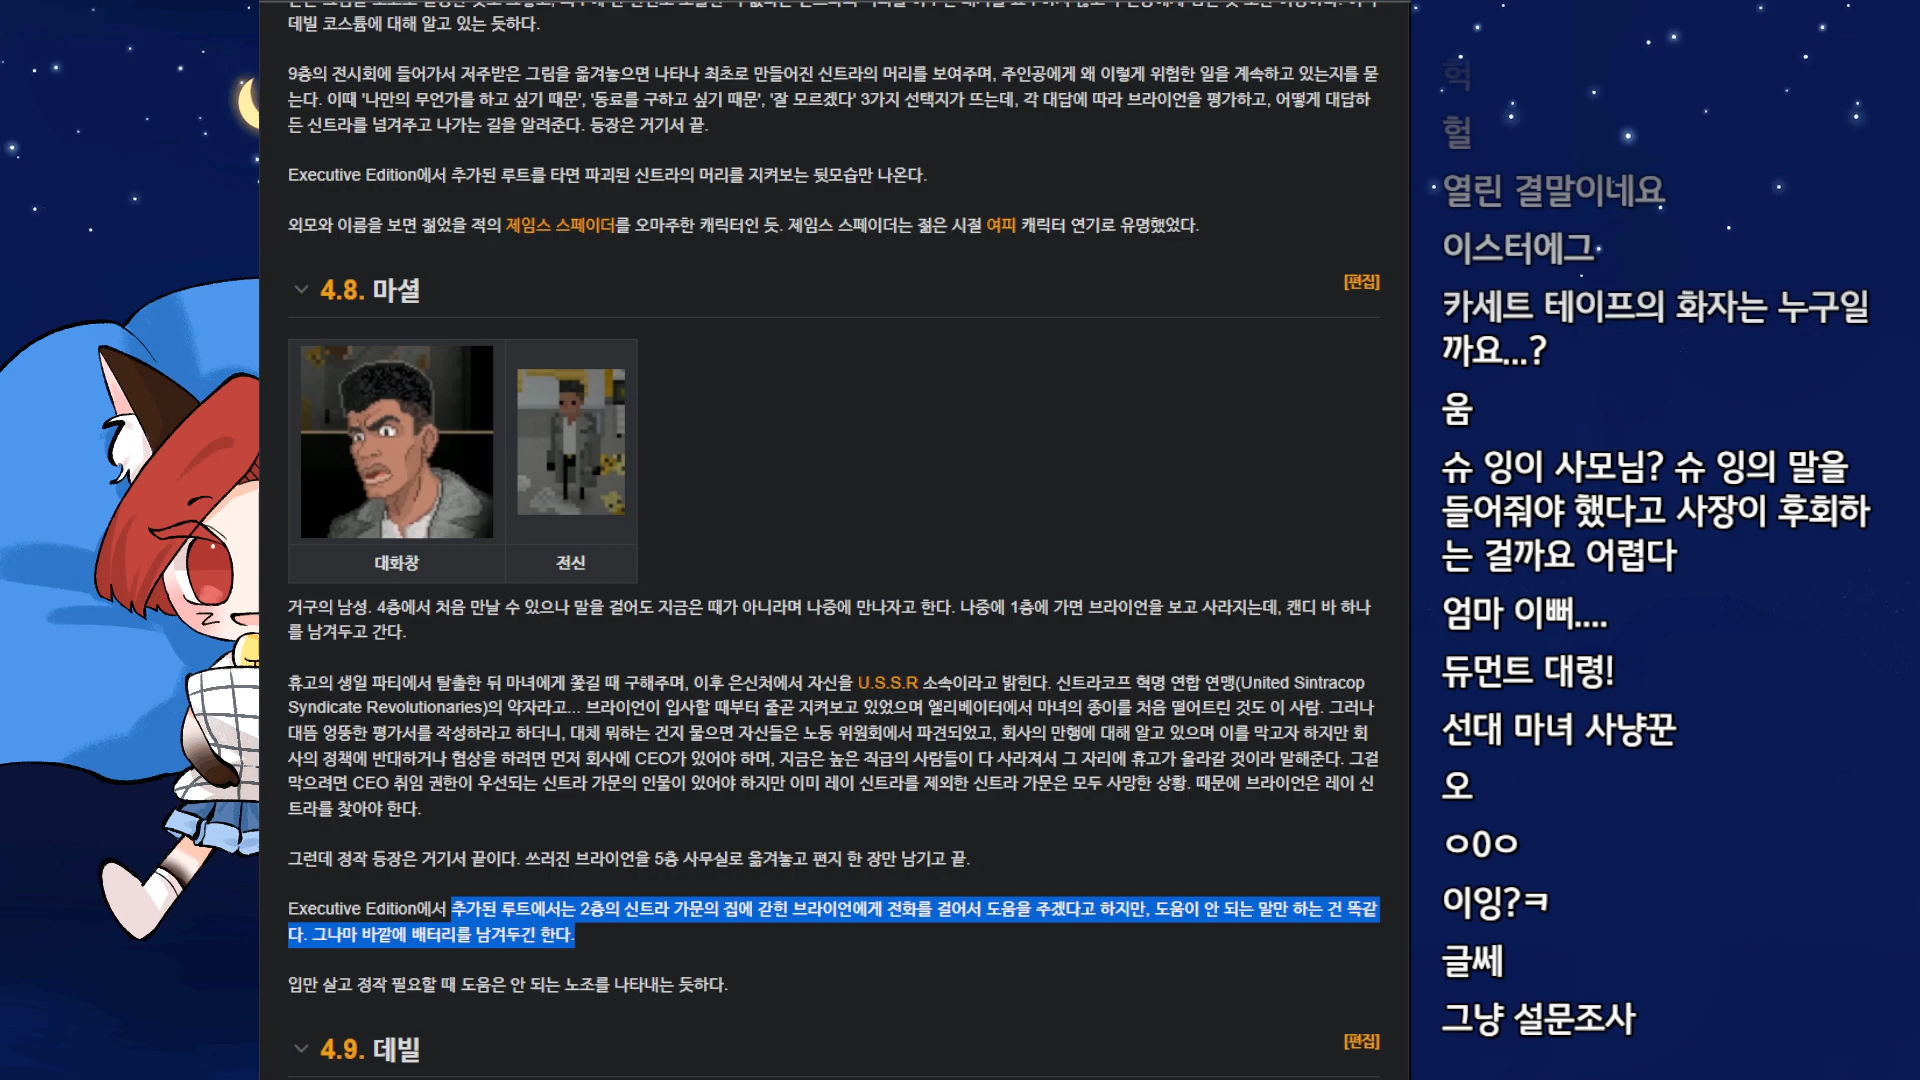 데빌 코스튬에 대해 알고 있는 듯하다.
9층의 전시회에 들어가서 저주받은 그림을 옮겨놓으면 나타나 최초로 만들어진 신트라의 머리를 보여주며, 주인공에게 왜 이렇게 위험한 일을 계속하고 있는지를 묻
는다. 이때 '나만의 무언가를 하고 싶기 때문', '동료를 구하고 싶기 때문', '잘 모르겠다' 3가지 선택지가 뜨는데, 각 대답에 따라 브라이언을 평가하고, 어떻게 대답하
든 신트라를 넘겨주고 나가는 길을 알려준다. 등장은 거기서 끝.
Executive Edition에서 추가된 루트를 타면 파괴된 신트라의 머리를 지켜보는 뒷모습만 나온다.
외모와 이름을 보면 젊었을 적의 제임스 스페이더를 오마주한 캐릭터인 듯. 제임스 스페이더는 젊은 시절 여피 캐릭터 연기로 유명했었다.
4.8. 마셜
[편집]
대화창
전신
거구의 남성. 4층에서 처음 만날 수 있으나 말을 걸어도 지금은 때가 아니라며 나중에 만나자고 한다. 나중에 1층에 가면 브라이언을 보고 사라지는데, 캔디 바 하나
를 남겨두고 간다.
휴고의 생일 파티에서 탈출한 뒤 마녀에게 쫓길 때 구해주며, 이후 은신처에서 자신을 U.S.S.R 소속이라고 밝힌다. 신트라코프 혁명 연합 연맹(United Sintracop
Syndicate Revolutionaries)의 약자라고... 브라이언이 입사할 때부터 줄곧 지켜보고 있었으며 엘리베이터에서 마녀의 종이를 처음 떨어트린 것도 이 사람. 그러나
대뜸 엉뚱한 평가서를 작성하라고 하더니, 대체 뭐하는 건지 물으면 자신들은 노동 위원회에서 파견되었고, 회사의 만행에 대해 알고 있으며 이를 막고자 하지만 회
사의 정책에 반대하거나 협상을 하려면 먼저 회사에 CEO가 있어야 하며, 지금은 높은 직급의 사람들이 다 사라져서 그 자리에 휴고가 올라갈 것이라 말해준다. 그걸
막으려면 CEO 취임 권한이 우선되는 신트라 가문의 인물이 있어야 하지만 이미 레이 신트라를 제외한 신트라 가문은 모두 사망한 상황. 때문에 브라이언은 레이 신
트라를 찾아야 한다.
그런데 정작 등장은 거기서 끝이다. 쓰러진 브라이언을 5층 사무실로 옮겨놓고 편지 한 장만 남기고 끝.
Executive Edition에서 추가된 루트에서는 2층의 신트라 가문의 집에 갇힌 브라이언에게 전화를 걸어서 도움을 주겠다고 하지만, 도움이 안 되는 말만 하는 건 똑같
다. 그나마 바깥에 배터리를 남겨두긴 한다.
입만 살고 정작 필요할 때 도움은 안 되는 노조를 나타내는 듯하다.
4.9. 데빌
[편집]
헉
헐
열린 결말이네요
이스터에그
카세트 테이프의 화자는 누구일
까요...?
움
슈 잉이 사모님? 슈 잉의 말을
들어줘야 했다고 사장이 후회하
는 걸까요 어렵다
엄마 이뻐....
듀먼트 대령!
선대 마녀 사냥꾼
오
ㅇ0ㅇ
이잉?ㅋ
글쎄
그냥 설문조사